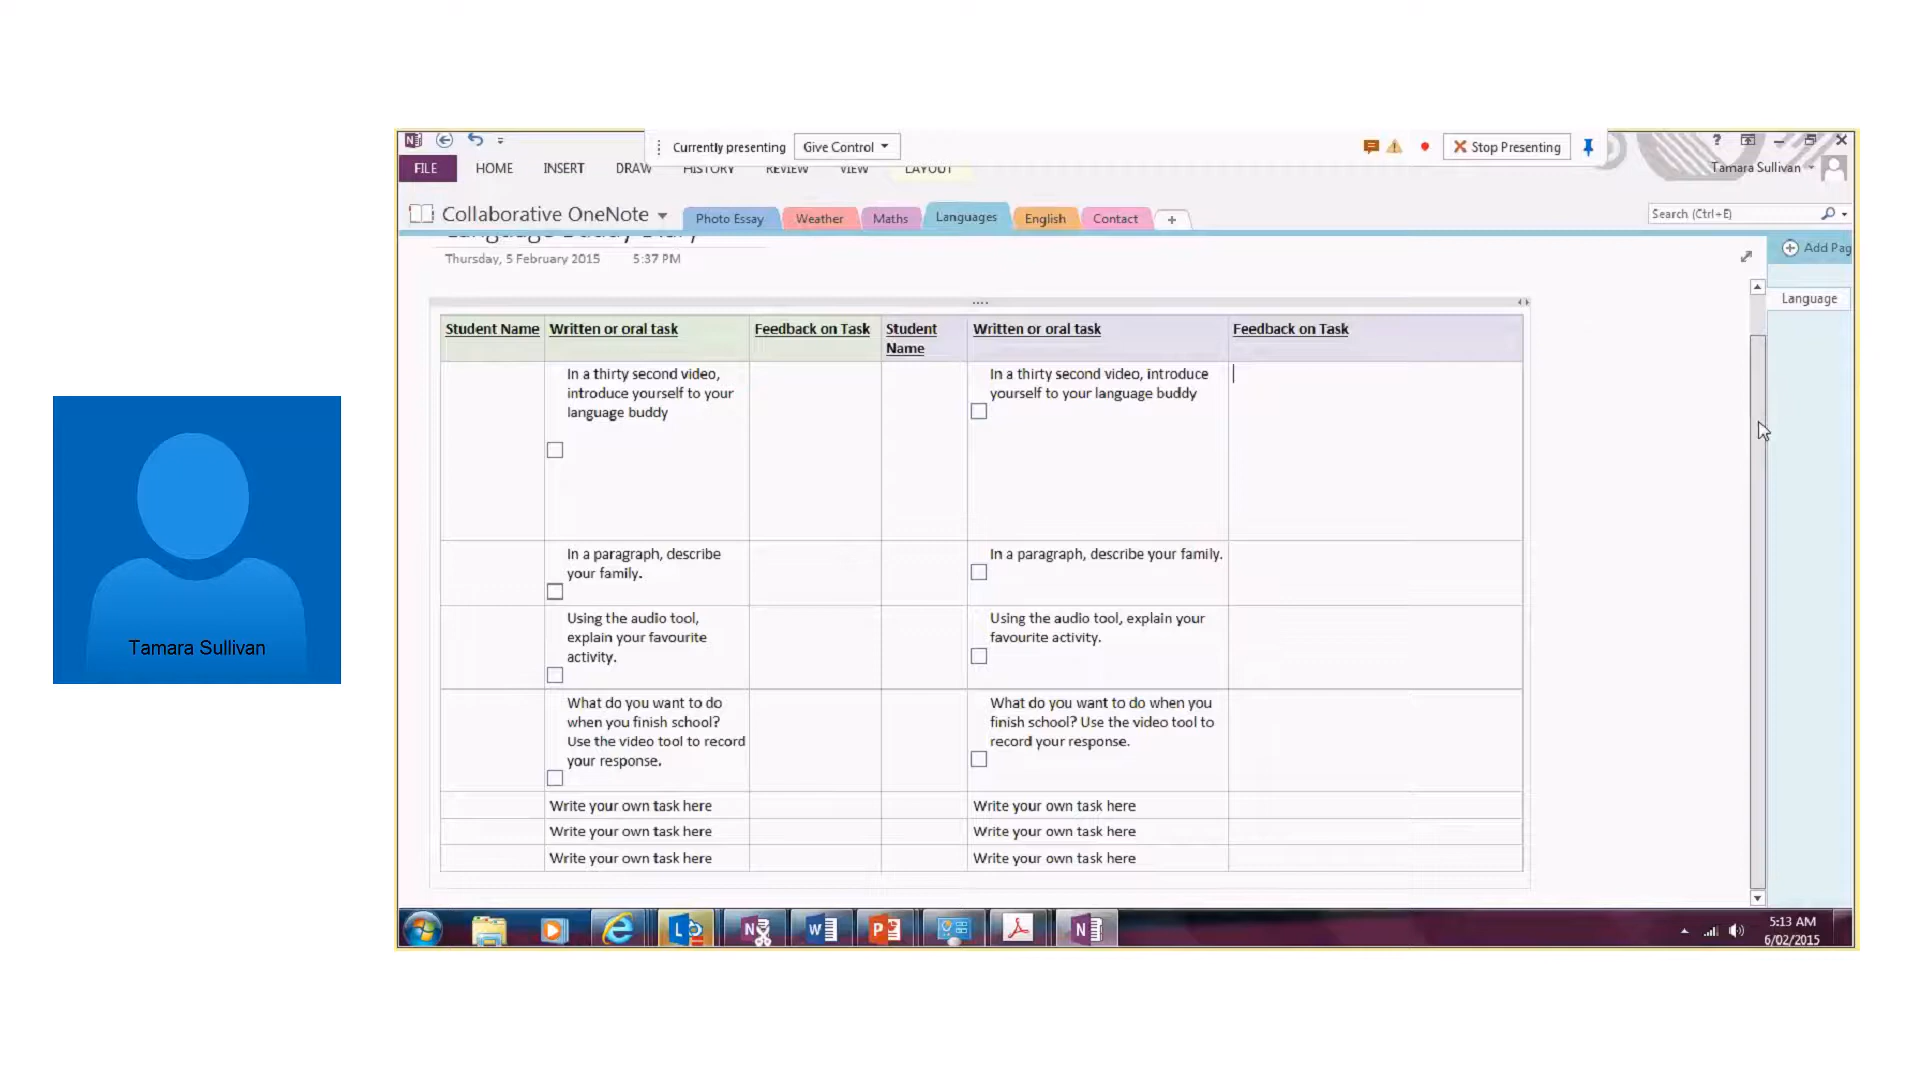 Currently presenting
Give Control
Stop Presenting
FILE
HOME
INSERT
DRAW
HISTORY
REVIEW
VIEW
LAYOUT
Tamara Sullivan
Collaborative OneNote
Photo Essay
Weather
Maths
Languages
English
Contact
Search (Ctrl+E)
Language Buddy Diary
Thursday, 5 February 2015 5:37 PM
Add Pag
Language
Student Name
Written or oral task
Feedback on Task
Student
Name
Written or oral task
Feedback on Task
In a thirty second video,
introduce yourself to your
language buddy
In a thirty second video, introduce
yourself to your language buddy
In a paragraph, describe
your family.
In a paragraph, describe your family.
Using the audio tool,
explain your favourite
activity.
Using the audio tool, explain your
favourite activity.
What do you want to do
when you finish school?
Use the video tool to record
your response.
What do you want to do when you
finish school? Use the video tool to
record your response.
Write your own task here
Write your own task here
Write your own task here
Write your own task here
Write your own task here
Write your own task here
5:13 AM
6/02/2015
Tamara Sullivan